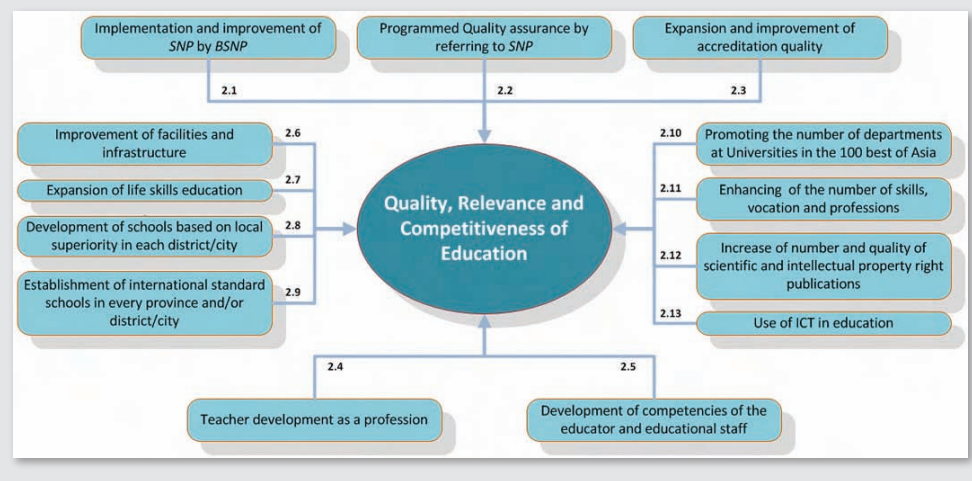 Implementation and improvement of
SNP by BSNP
Programmed Quality assurance by
referring to SNP
Expansion and improvement of
accreditation quality
2.1
2.2
2.3
Improvement of facilities and
infrastructure
2.6
Expansion of life skills education
2.7
Development of schools based on local
superiority in each district/city
2.8
Establishment of international standard
schools in every province and/or
district/city
2.9
Quality, Relevance and
Competitiveness of
Education
2.10
Promoting the number of departments
at Universities in the 100 best of Asia
2.11
Enhancing of the number of skills,
vocation and professions
2.12
Increase of number and quality of
scientific and intellectual property right
publications
2.13
Use of ICT in education
2.4
2.5
Teacher development as a profession
Development of competencies of the
educator and educational staff